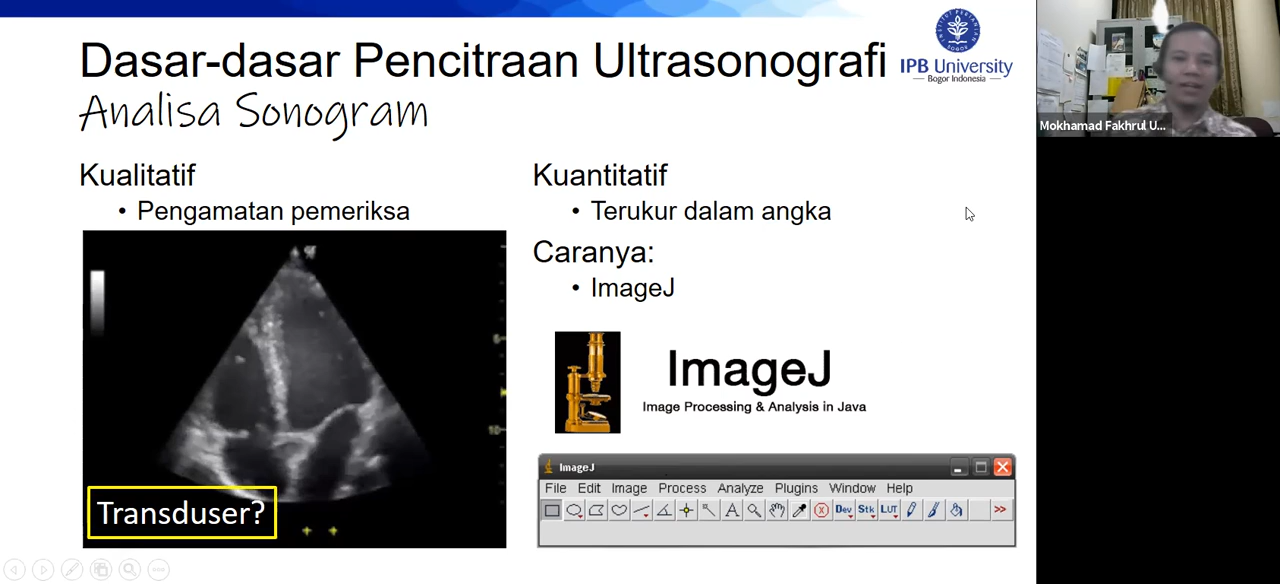 Dasar-dasar Pencitraan Ultrasonografi
Analisa Sonogram
IPB University
Bogor Indonesia
Mokhamad Fakhrul U...
Kualitatif
• Pengamatan pemeriksa
Kuantitatif
• Terukur dalam angka
Caranya:
• ImageJ
ImageJ
Image Processing & Analysis in Java
ImageJ
File Edit Image Process Analyze Plugins Window Help
A Dev Stk LUT >>
10
Transduser?